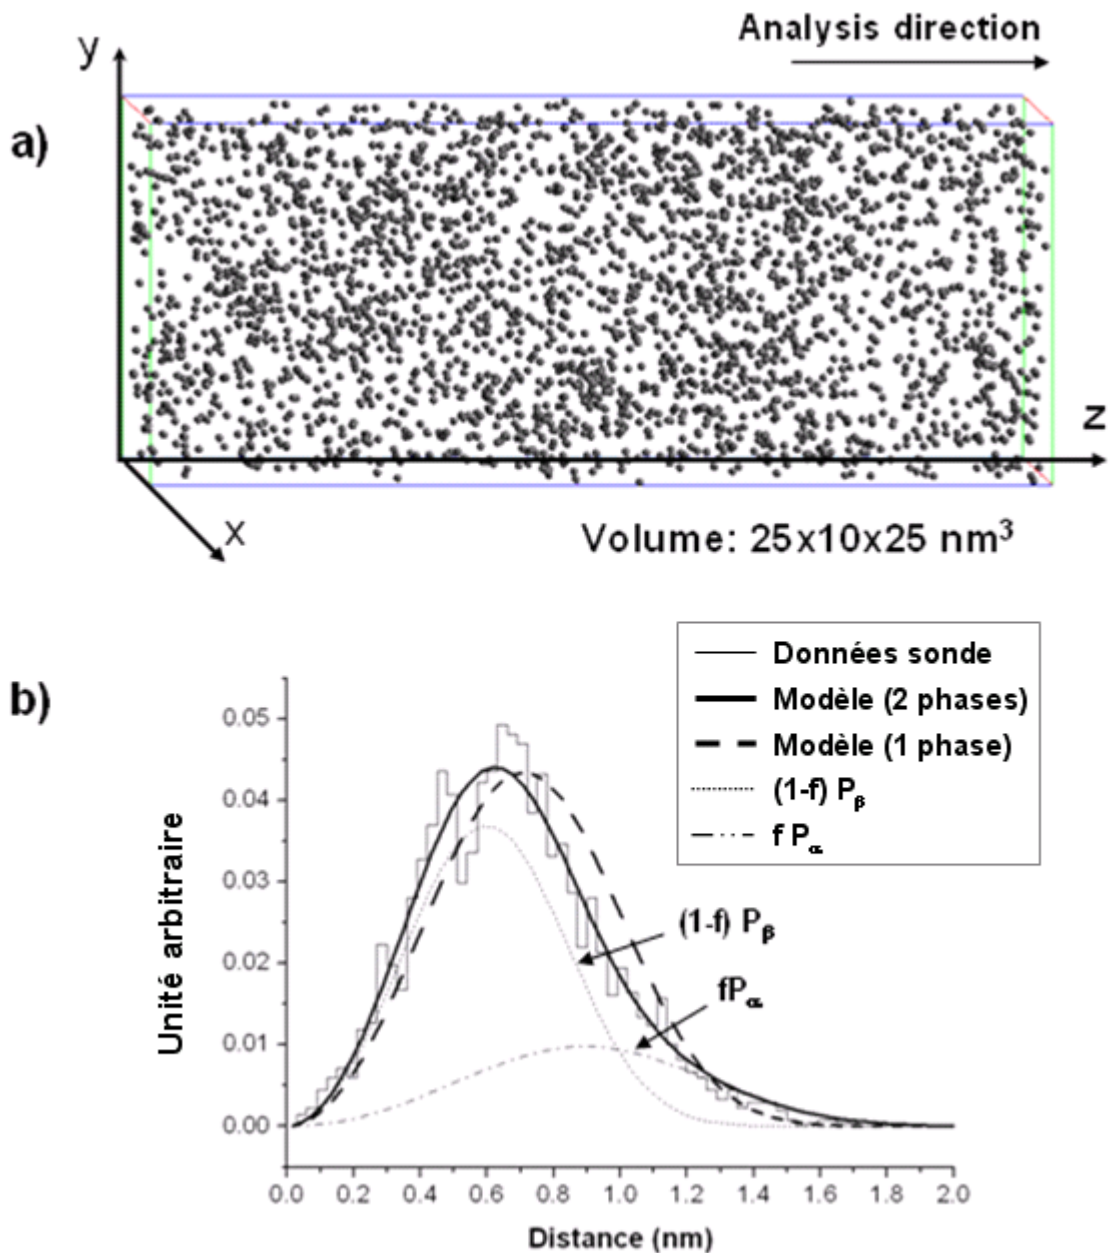 Analysis direction
y
a)
z
x
Volume: 25x10x25 nm³
b)
Données sonde
Modèle (2 phases)
Modèle (1 phase)
(1-f) Pβ
f Pα
Unité arbitraire
0.05
0.04
0.03
0.02
0.01
0.00
(1-f) Pβ
fPα
0.0 0.2 0.4 0.6 0.8 1.0 1.2 1.4 1.6 1.8 2.0
Distance (nm)